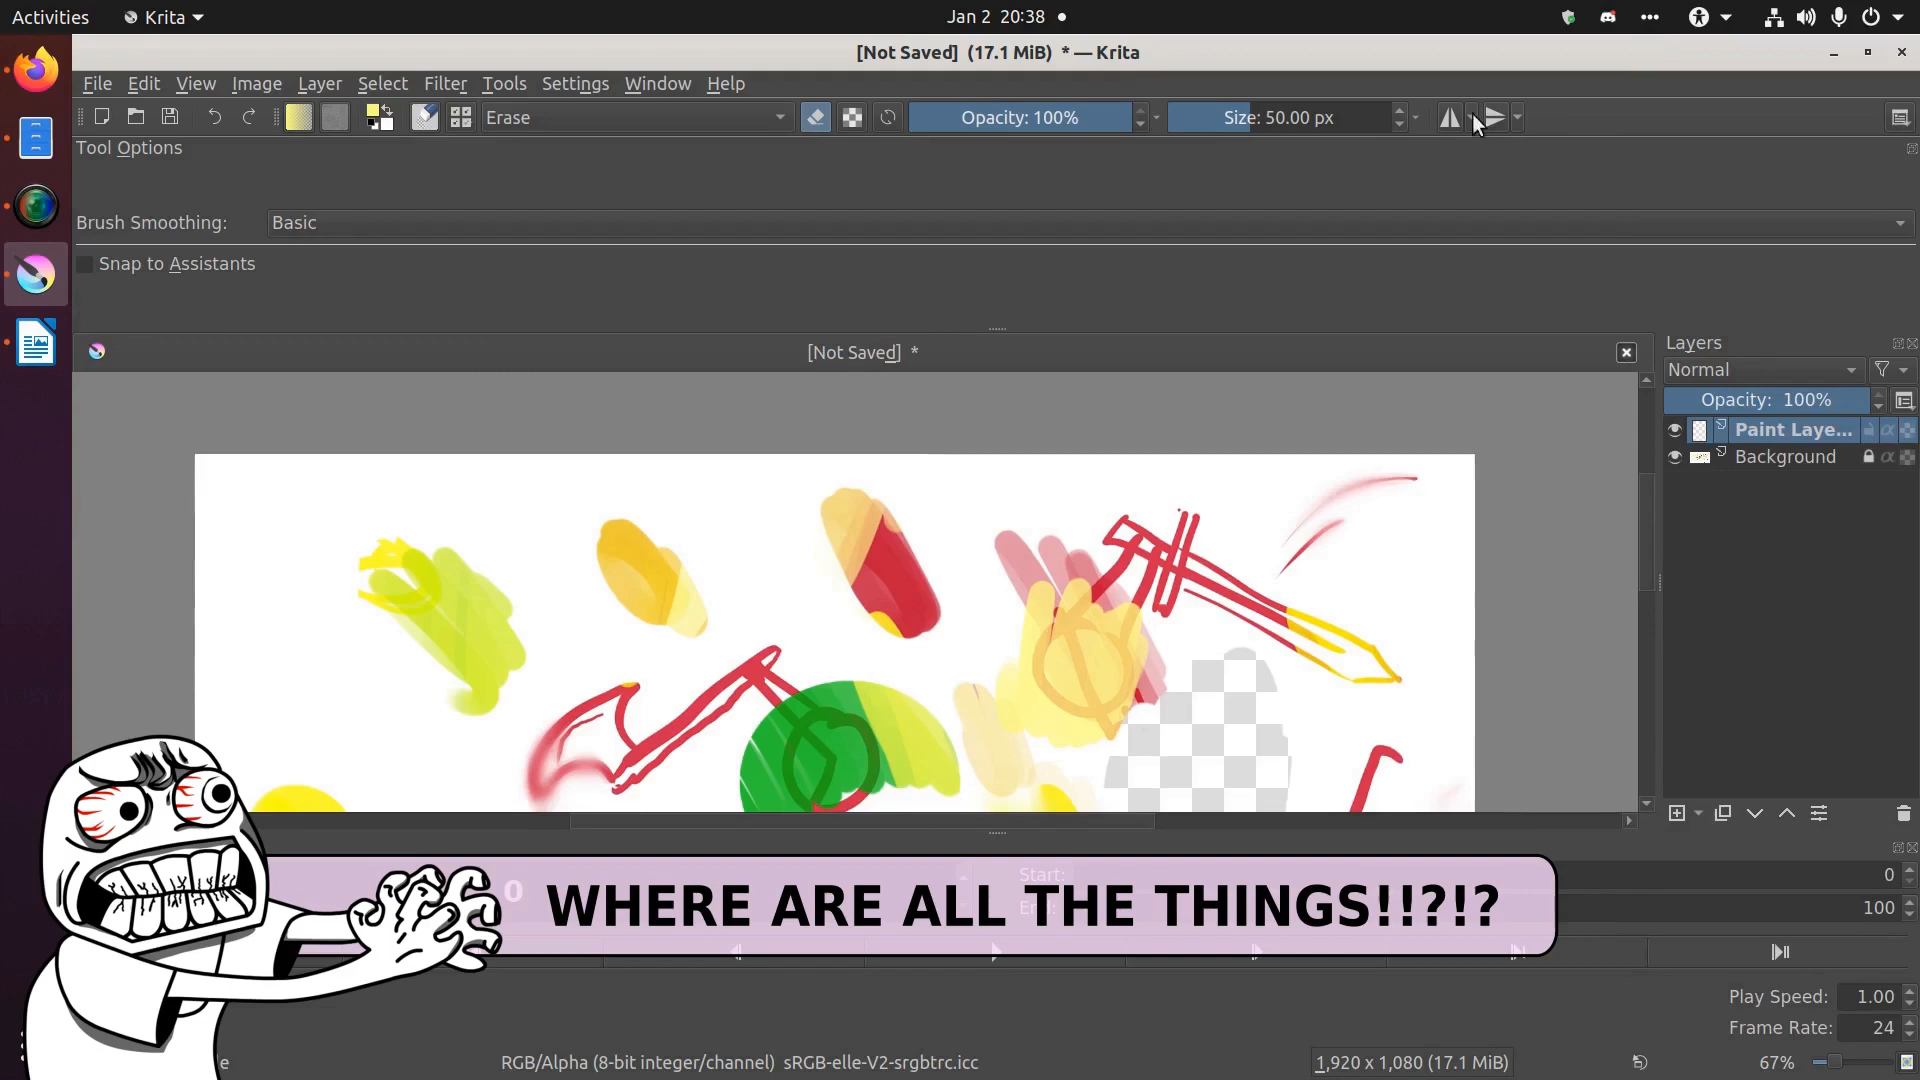 Activities
Krita
Jan 2 20:38
[Not Saved] (17.1 MiB) * — Krita
File Edit View Image Layer Select Filter Tools Settings Window Help
Erase
Opacity: 100%
Size: 50.00 px
Tool Options
Brush Smoothing:
Basic
Snap to Assistants
[Not Saved] *
Layers
Normal
Opacity: 100%
Paint Laye...
Background
Start:
0
0
WHERE ARE ALL THE THINGS!!?!?
100
Play Speed:
1.00
Frame Rate:
24
RGB/Alpha (8-bit integer/channel) sRGB-elle-V2-srgbtrc.icc
1,920 x 1,080 (17.1 MiB)
67%